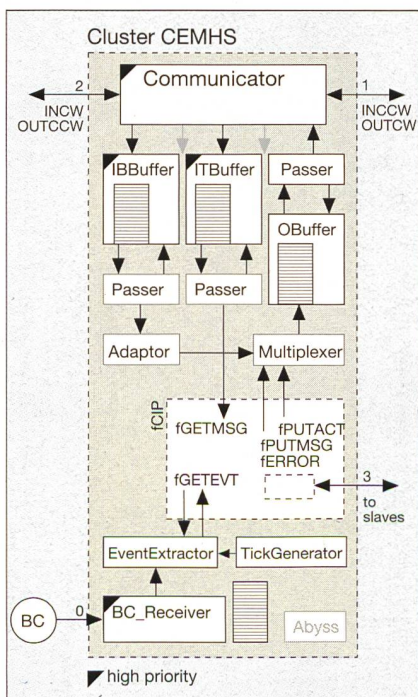 Cluster CEMHS
Communicator
2
INCW
OUTCCW
1
INCCW
OUTCW
IBBuffer
ITBuffer
Passer
OBuffer
Passer
Passer
Adaptor
Multiplexer
fCIP
fGETMSG
fPUTACT
fPUTMSG
fERROR
fGETEVT
3
to
slaves
EventExtractor
TickGenerator
BC
0
BC_Receiver
Abyss
high priority